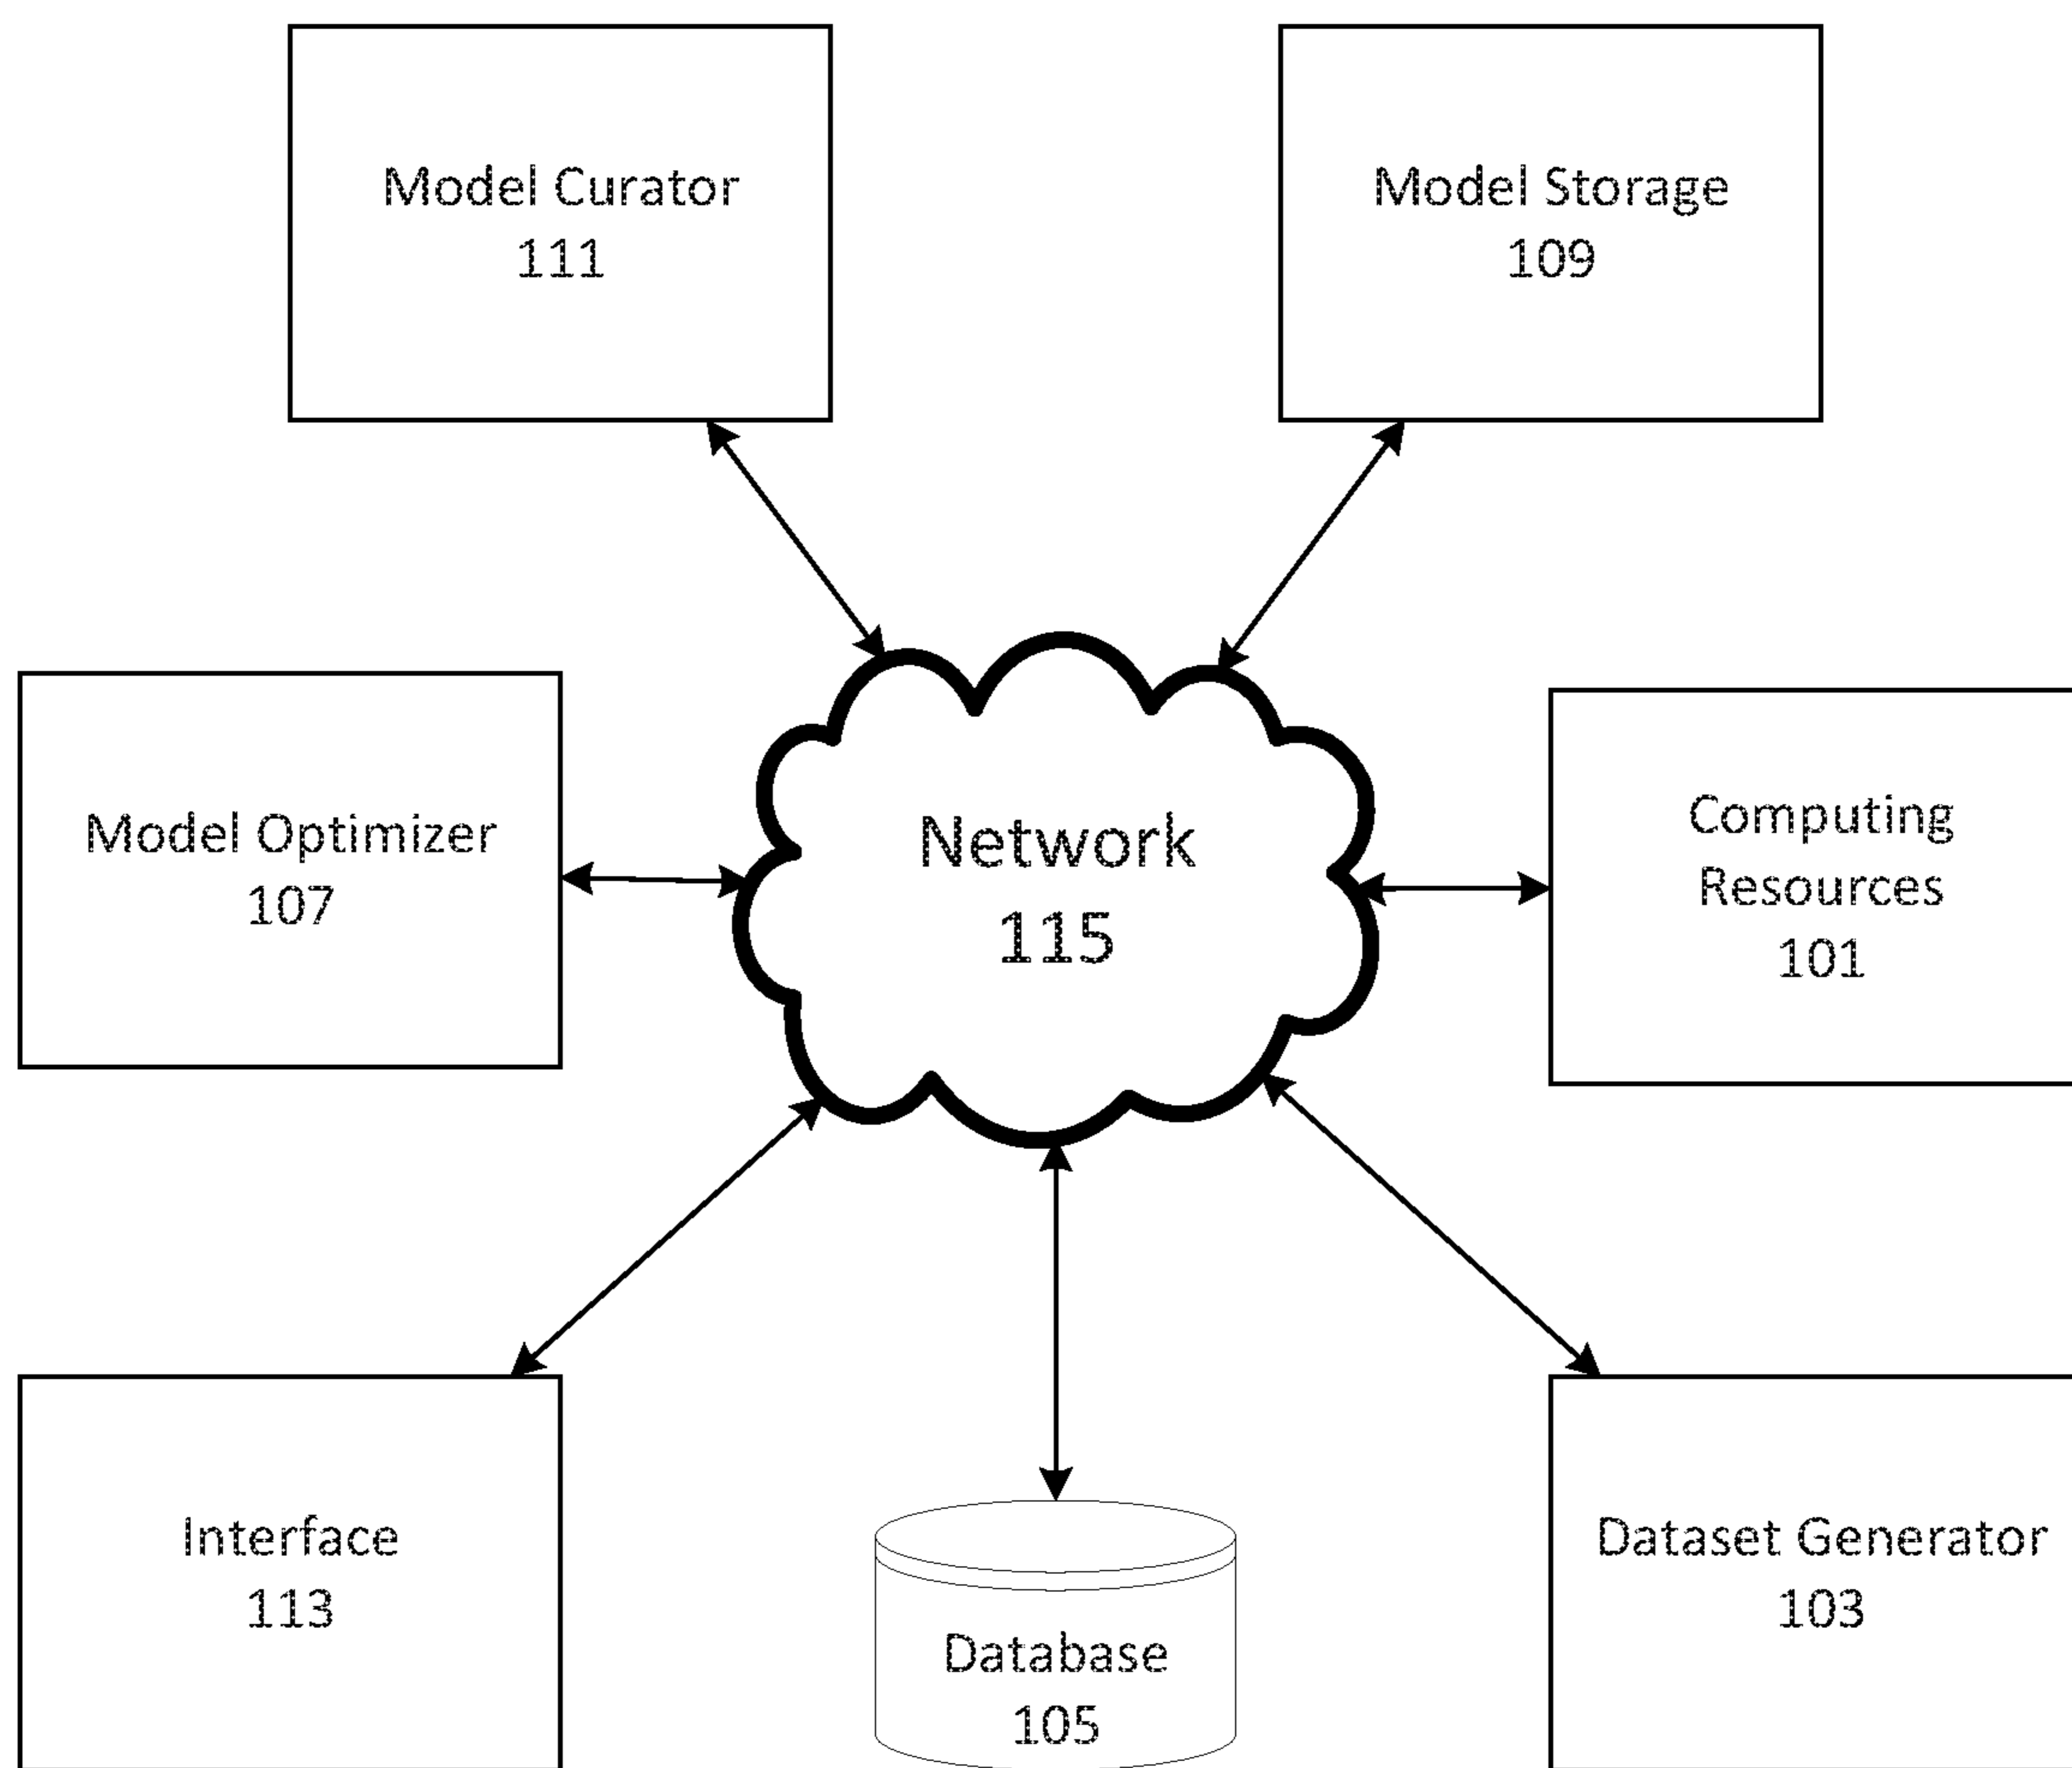 Model Curator
111
Model Storage
109
Model Optimizer
107
Network
115
Computing
Resources
101
Interface
113
Database
105
Dataset Generator
103